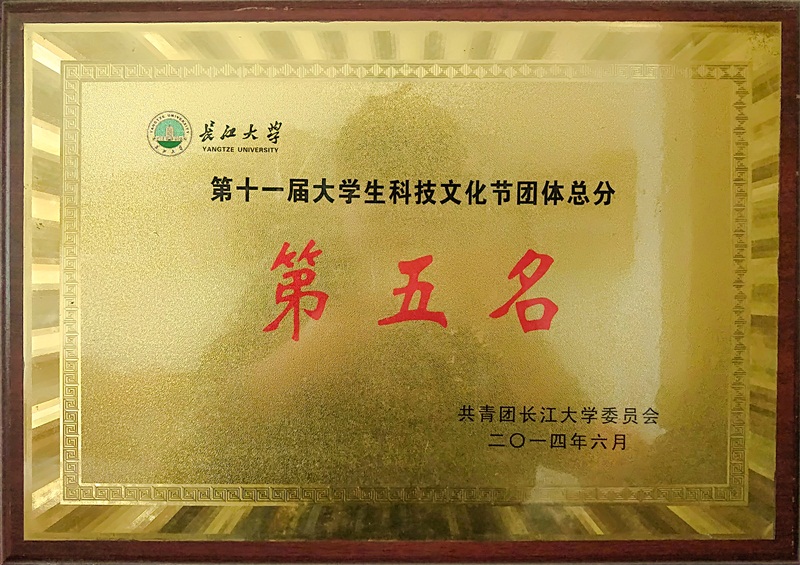 长江大学
YANGTZE UNIVERSITY
第十一届大学生科技文化节团体总分
第五名
共青团长江大学委员会
二〇一四年六月